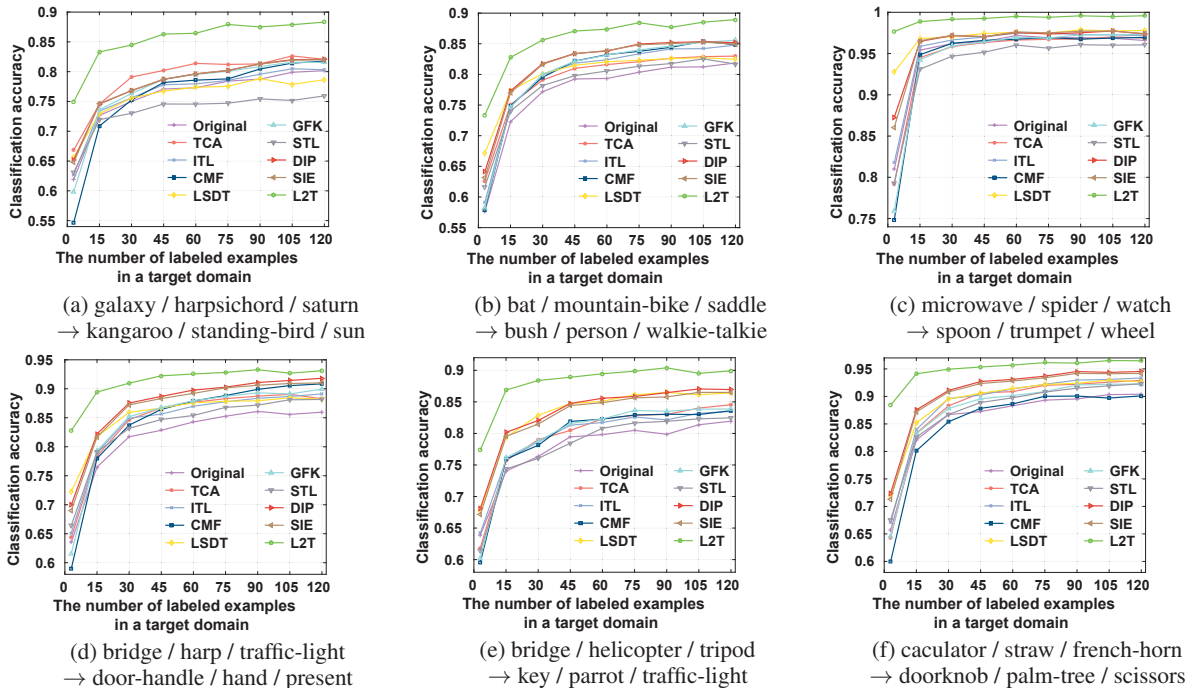 Classification accuracy
0.9
0.85
0.8
0.75
0.7
0.65
0.6
0.55
Original
TCA
ITL
CMF
LSDT
GFK
STL
DIP
SIE
L2T
0 15 30 45 60 75 90 105 120
The number of labeled examples
in a target domain
(a) galaxy / harpsichord / saturn
→ kangaroo / standing-bird / sun
Classification accuracy
0.9
0.85
0.8
0.75
0.7
0.65
0.6
0.55
Original
TCA
ITL
CMF
LSDT
GFK
STL
DIP
SIE
L2T
0 15 30 45 60 75 90 105 120
The number of labeled examples
in a target domain
(b) bat / mountain-bike / saddle
→ bush / person / walkie-talkie
Classification accuracy
1
0.95
0.9
0.85
0.8
0.75
Original
TCA
ITL
CMF
LSDT
GFK
STL
DIP
SIE
L2T
0 15 30 45 60 75 90 105 120
The number of labeled examples
in a target domain
(c) microwave / spider / watch
→ spoon / trumpet / wheel
Classification accuracy
0.95
0.9
0.85
0.8
0.75
0.7
0.65
0.6
Original
TCA
ITL
CMF
LSDT
GFK
STL
DIP
SIE
L2T
0 15 30 45 60 75 90 105 120
The number of labeled examples
in a target domain
(d) bridge / harp / traffic-light
→ door-handle / hand / present
Classification accuracy
0.9
0.85
0.8
0.75
0.7
0.65
0.6
Original
TCA
ITL
CMF
LSDT
GFK
STL
DIP
SIE
L2T
0 15 30 45 60 75 90 105 120
The number of labeled examples
in a target domain
(e) bridge / helicopter / tripod
→ key / parrot / traffic-light
Classification accuracy
0.95
0.9
0.85
0.8
0.75
0.7
0.65
0.6
Original
TCA
ITL
CMF
LSDT
GFK
STL
DIP
SIE
L2T
0 15 30 45 60 75 90 105 120
The number of labeled examples
in a target domain
(f) caculator / straw / french-horn
→ doorknob / palm-tree / scissors